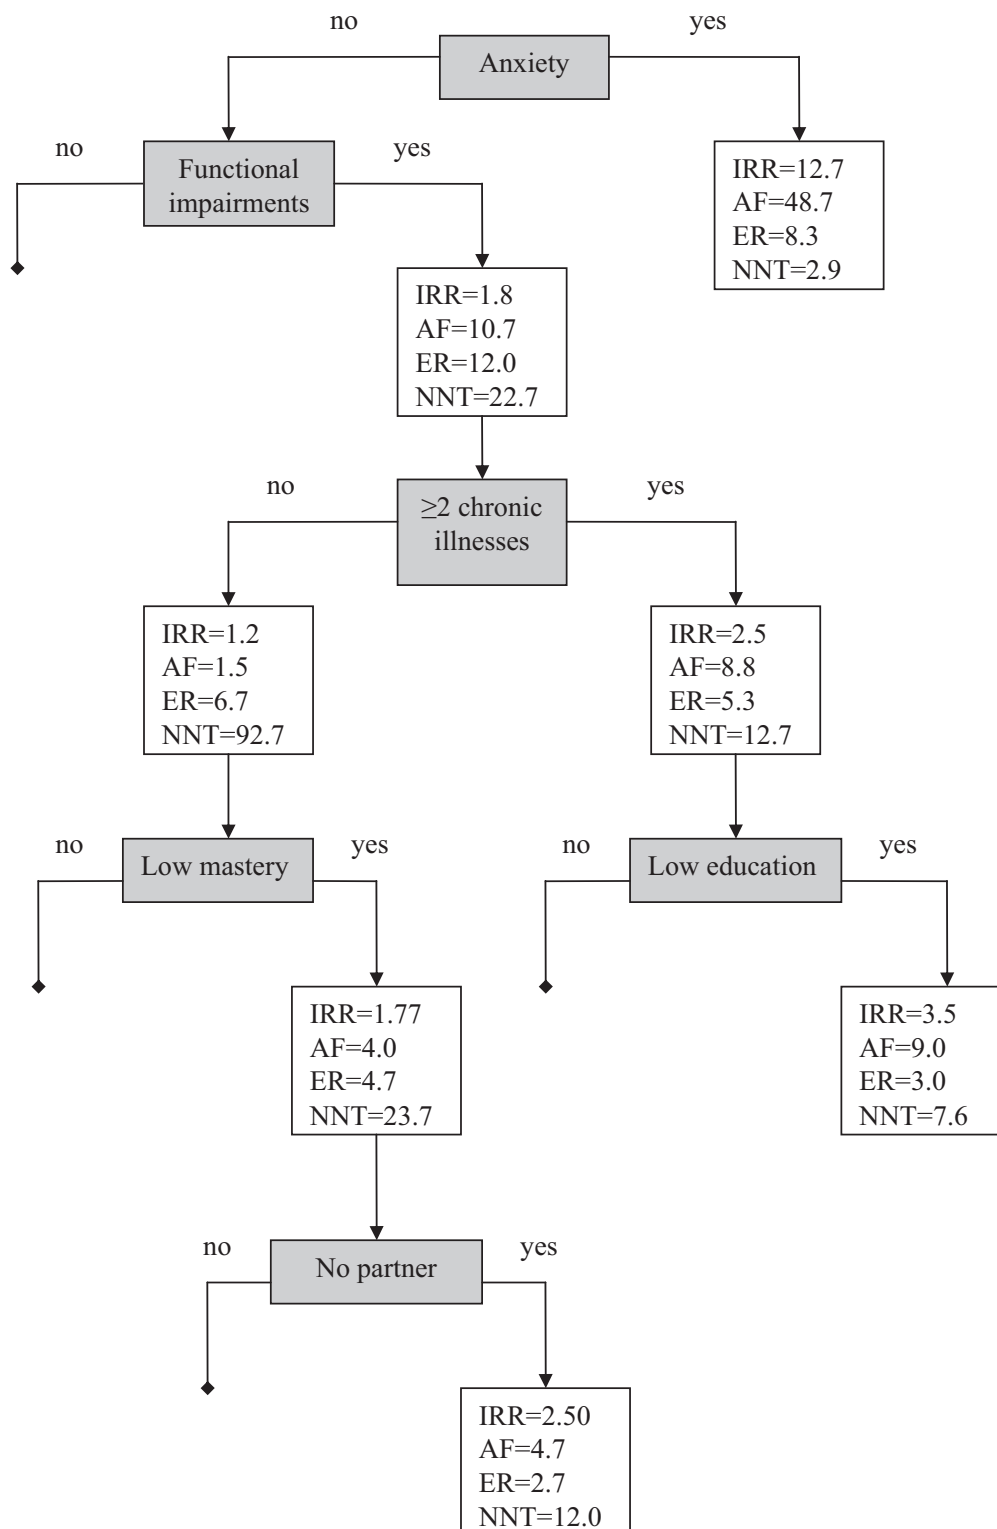 no
yes
Anxiety
no
Functional
impairments
yes
IRR=12.7
AF=48.7
ER=8.3
NNT=2.9
IRR=1.8
AF=10.7
ER=12.0
NNT=22.7
no
≥2 chronic
illnesses
yes
IRR=1.2
AF=1.5
ER=6.7
NNT=92.7
IRR=2.5
AF=8.8
ER=5.3
NNT=12.7
no
Low mastery
yes
no
Low education
yes
IRR=1.77
AF=4.0
ER=4.7
NNT=23.7
IRR=3.5
AF=9.0
ER=3.0
NNT=7.6
no
No partner
yes
IRR=2.50
AF=4.7
ER=2.7
NNT=12.0